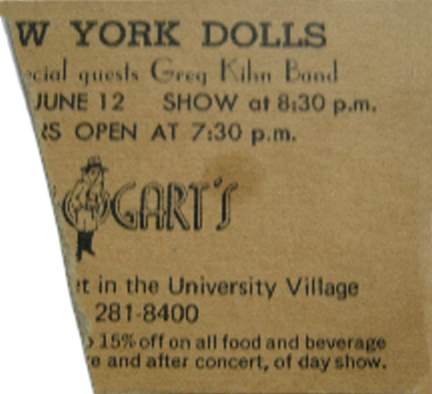 W YORK DOLLS
ecial guests Greg Kihn Band
JUNE 12 SHOW at 8:30 p.m.
RS OPEN AT 7:30 p.m.
OGART'S
et in the University Village
281-8400
15% off on all food and beverage
e and after concert, of day show.